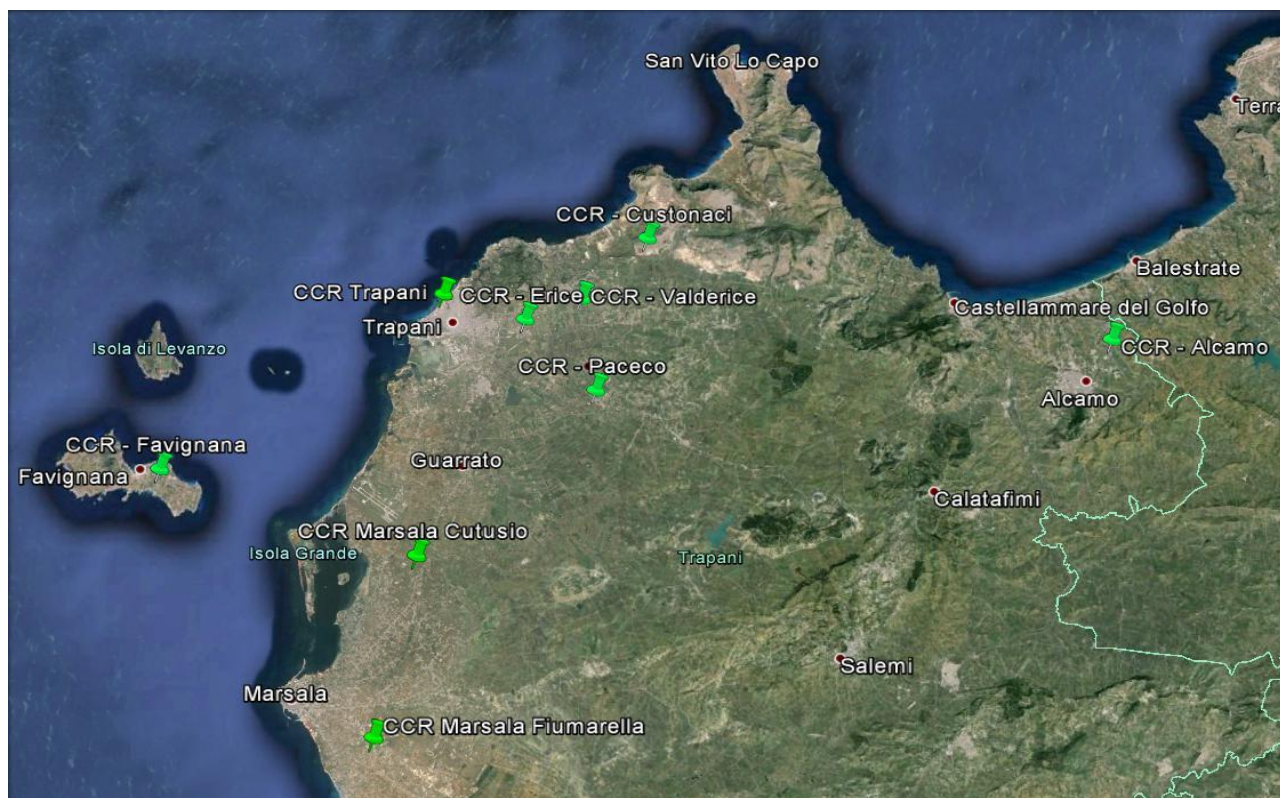 San Vito Lo Capo
Terra
CCR - Custonaci
Balestrate
CCR Trapani
CCR - Erice
CCR - Valderice
Castellammare del Golfo
Trapani
Isola di Levanzo
CCR - Alcamo
CCR - Paceco
Alcamo
CCR - Favignana
Guarrato
Favignana
Calatafimi
CCR Marsala Cutusio
Isola Grande
Trapani
Salemi
Marsala
CCR Marsala Fiumarella